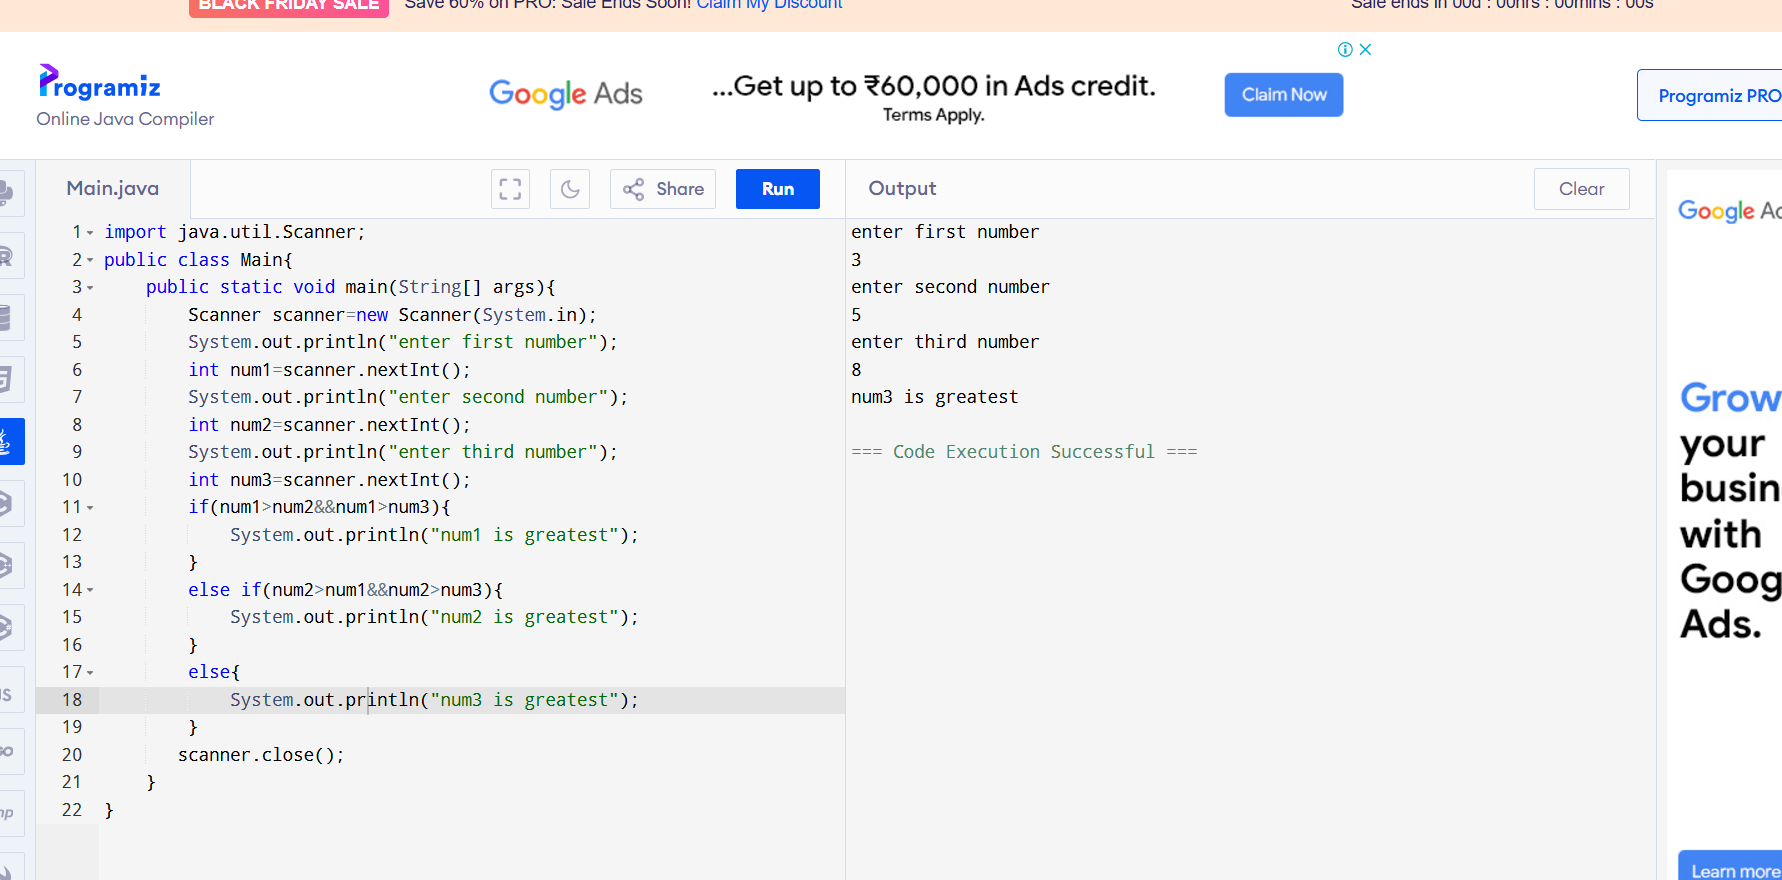 BLACK FRIDAY SALE Save 60% on PRO: Sale Ends Soon! Claim My Discount Sale ends in 00d : 00hrs : 00mins : 00s
Programiz
Online Java Compiler
Google Ads
...Get up to ₹60,000 in Ads credit.
Terms Apply.
Claim Now
Programiz PRO
Main.java
Share
Run
Output
Clear
1 import java.util.Scanner;
2 public class Main{
3 public static void main(String[] args){
4 Scanner scanner=new Scanner(System.in);
5 System.out.println("enter first number");
6 int num1=scanner.nextInt();
7 System.out.println("enter second number");
8 int num2=scanner.nextInt();
9 System.out.println("enter third number");
10 int num3=scanner.nextInt();
11 if(num1>num2&&num1>num3){
12 System.out.println("num1 is greatest");
13 }
14 else if(num2>num1&&num2>num3){
15 System.out.println("num2 is greatest");
16 }
17 else{
18 System.out.println("num3 is greatest");
19 }
20 scanner.close();
21 }
22 }
enter first number
3
enter second number
5
enter third number
8
num3 is greatest
=== Code Execution Successful ===
Google
Grow
your
busin
with
Goog
Ads.
Learn more